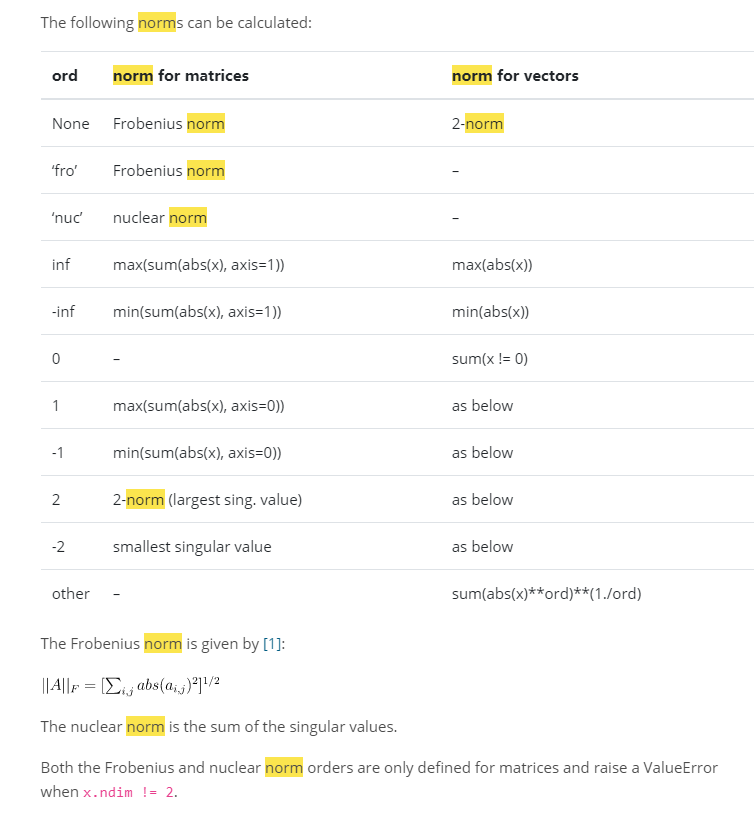 The following norms can be calculated:
ord norm for matrices norm for vectors
None Frobenius norm 2-norm
‘fro’ Frobenius norm –
‘nuc’ nuclear norm –
inf max(sum(abs(x), axis=1)) max(abs(x))
-inf min(sum(abs(x), axis=1)) min(abs(x))
0 – sum(x != 0)
1 max(sum(abs(x), axis=0)) as below
-1 min(sum(abs(x), axis=0)) as below
2 2-norm (largest sing. value) as below
-2 smallest singular value as below
other – sum(abs(x)**ord)**(1./ord)
The Frobenius norm is given by [1]:
||A||_F = [∑_{i,j} abs(a_{i,j})^2]^{1/2}
The nuclear norm is the sum of the singular values.
Both the Frobenius and nuclear norm orders are only defined for matrices and raise a ValueError
when x.ndim != 2.